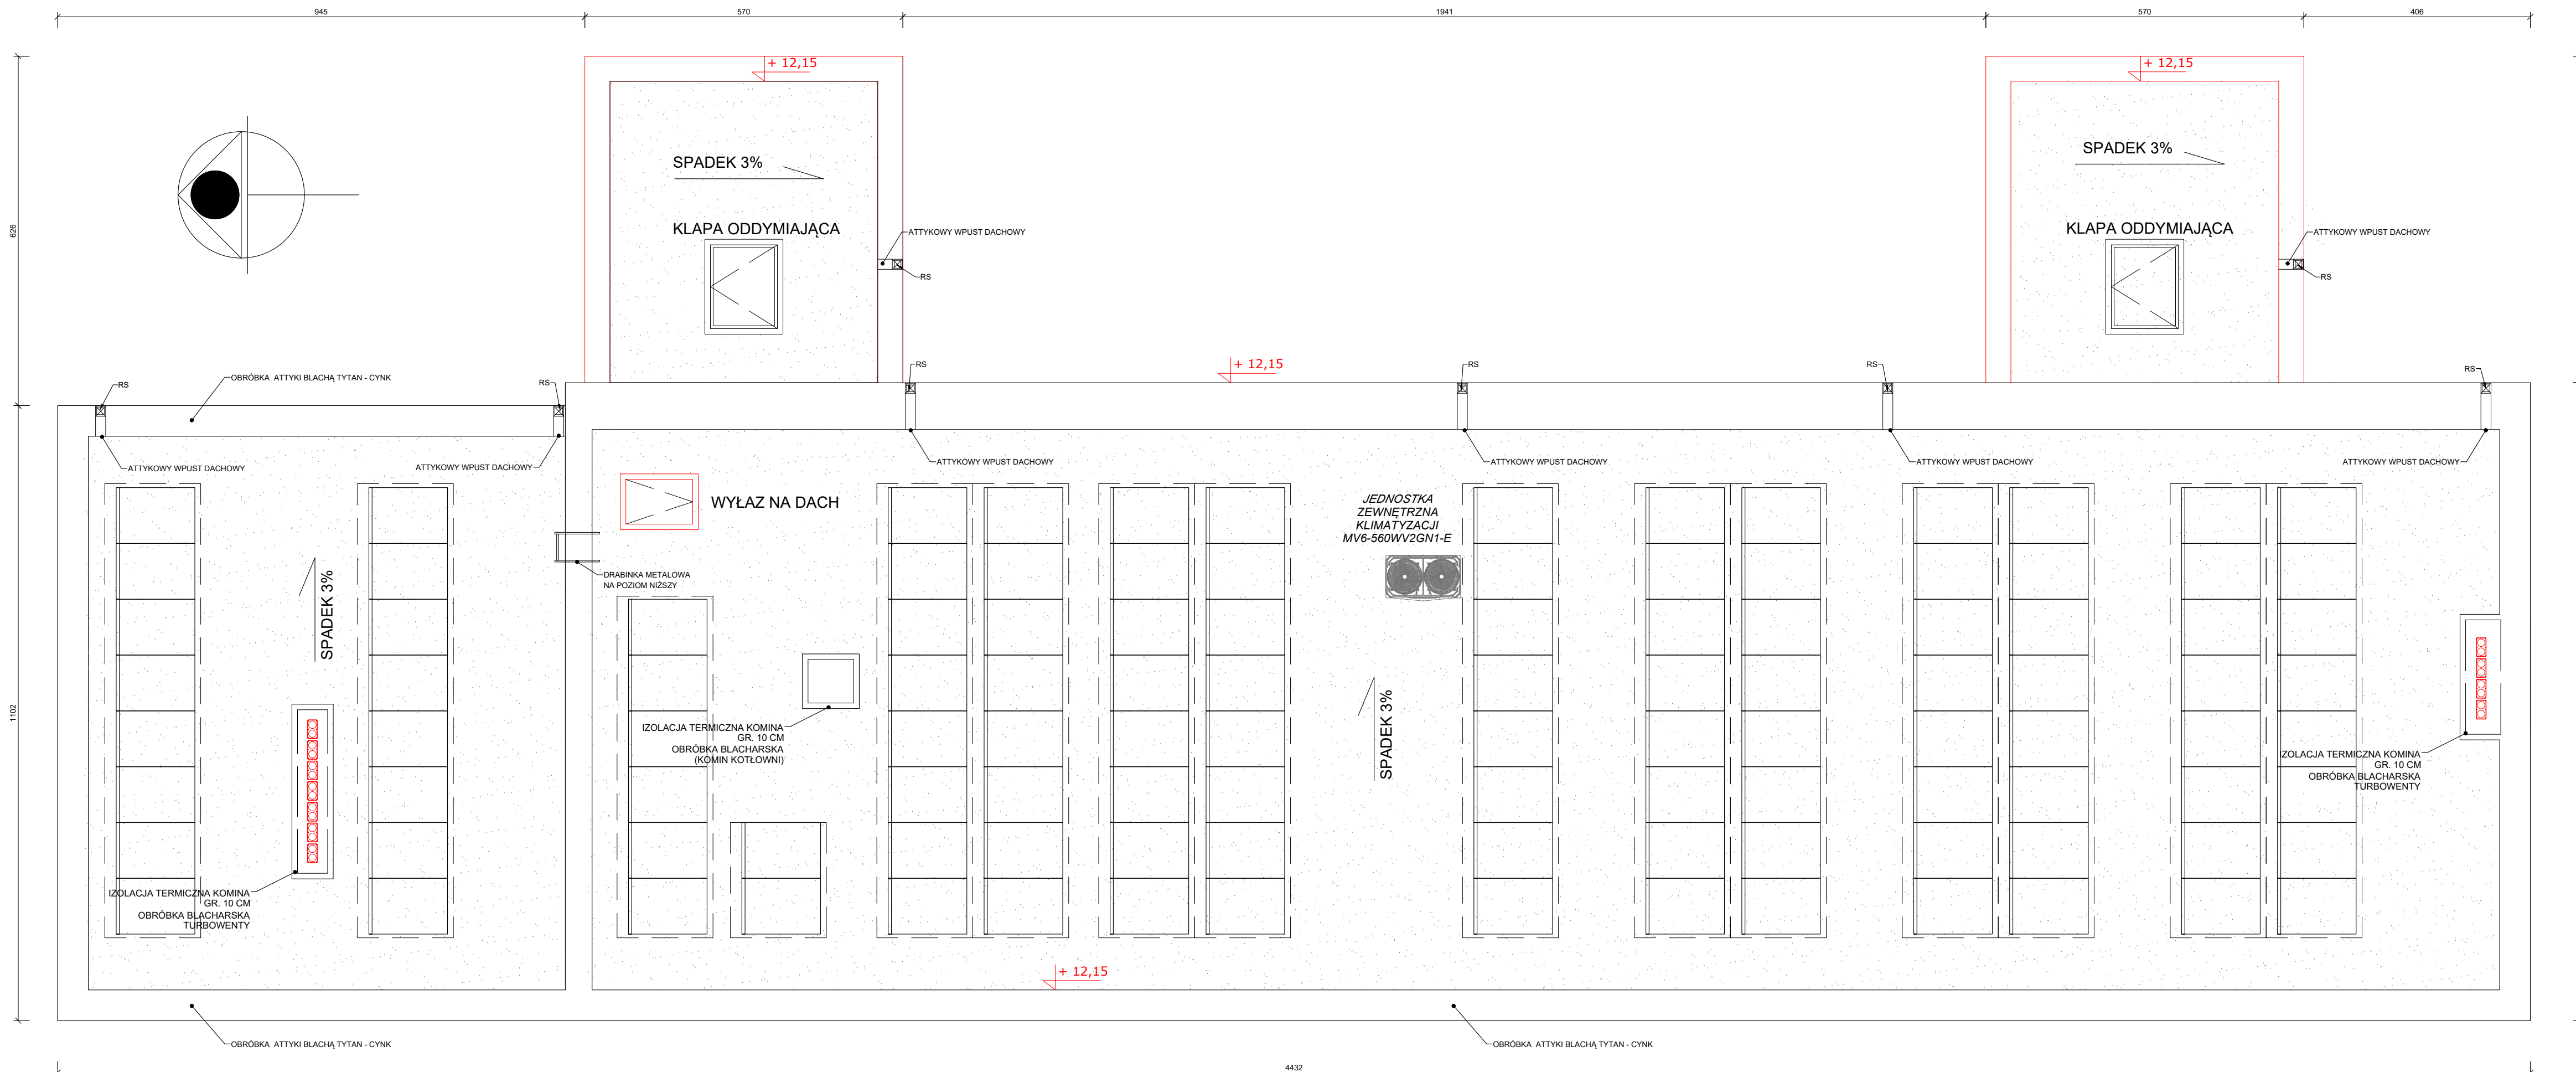 945
570
1941
570
406
+ 12,15
+ 12,15
SPADEK 3%
SPADEK 3%
626
KLAPA ODDYMIAJĄCA
KLAPA ODDYMIAJĄCA
ATTYKOWY WPUST DACHOWY
ATTYKOWY WPUST DACHOWY
RS
RS
+ 12,15
RS
OBRÓBKA ATTYKI BLACHĄ TYTAN - CYNK
RS
RS
RS
RS
RS
ATTYKOWY WPUST DACHOWY
ATTYKOWY WPUST DACHOWY
ATTYKOWY WPUST DACHOWY
ATTYKOWY WPUST DACHOWY
ATTYKOWY WPUST DACHOWY
ATTYKOWY WPUST DACHOWY
WYŁAZ NA DACH
JEDNOSTKA
ZEWNĘTRZNA
KLIMATYZACJI
MV6-560WV2GN1-E
DRABINKA METALOWA
NA POZIOM NIŻSZY
SPADEK 3%
1102
IZOLACJA TERMICZNA KOMINA
GR. 10 CM
OBRÓBKA BLACHARSKA
(KOMIN KOTŁOWNI)
SPADEK 3%
IZOLACJA TERMICZNA KOMINA
GR. 10 CM
OBRÓBKA BLACHARSKA
TURBOWENTY
IZOLACJA TERMICZNA KOMINA
GR. 10 CM
OBRÓBKA BLACHARSKA
TURBOWENTY
+ 12,15
OBRÓBKA ATTYKI BLACHĄ TYTAN - CYNK
OBRÓBKA ATTYKI BLACHĄ TYTAN - CYNK
4432